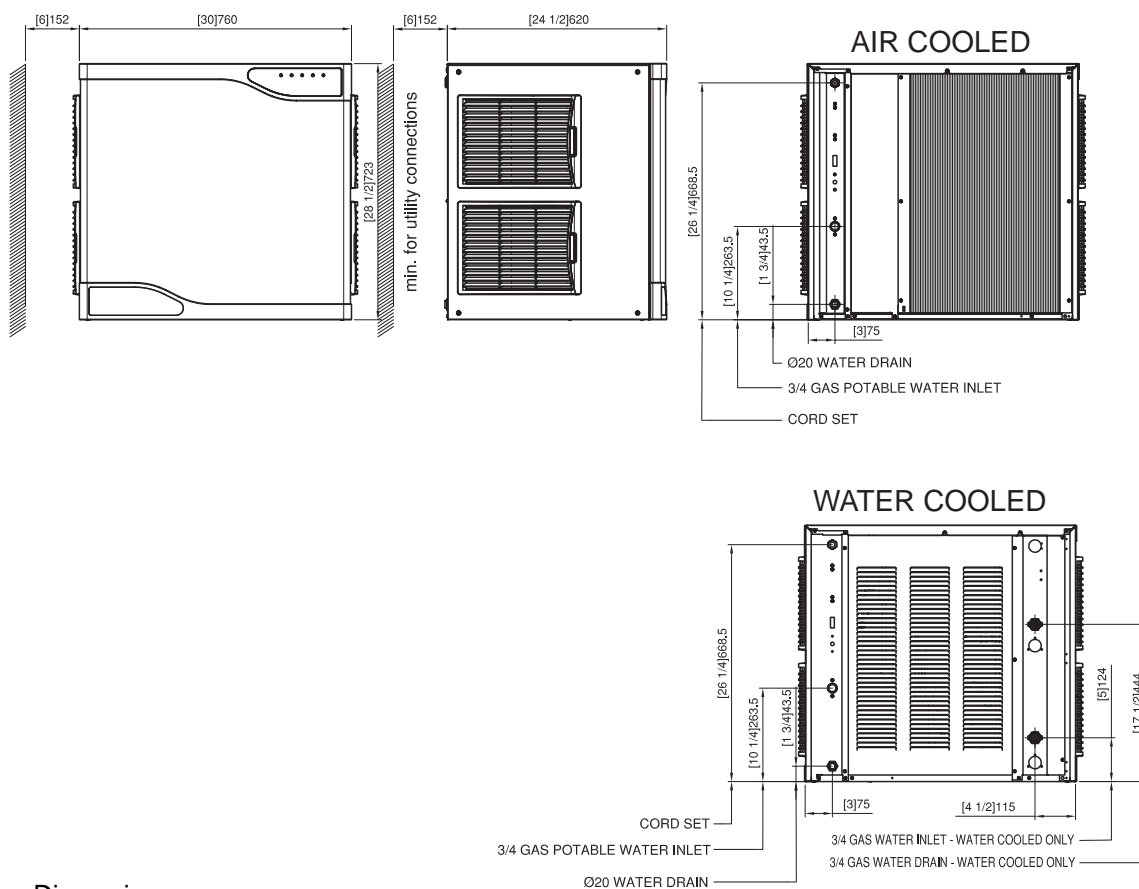 [6]152
[30]760
[6]152
[24 1/2]620
AIR COOLED
[28 1/2]723
min. for utility connections
[26 1/4]668.5
[10 1/4]263.5
[1 3/4]43.5
[3]75
Ø20 WATER DRAIN
3/4 GAS POTABLE WATER INLET
CORD SET
WATER COOLED
[26 1/4]668.5
[10 1/4]263.5
[1 3/4]43.5
[5]124
[17 1/2]444
[3]75
[4 1/2]115
CORD SET
3/4 GAS POTABLE WATER INLET
Ø20 WATER DRAIN
3/4 GAS WATER INLET - WATER COOLED ONLY
3/4 GAS WATER DRAIN - WATER COOLED ONLY